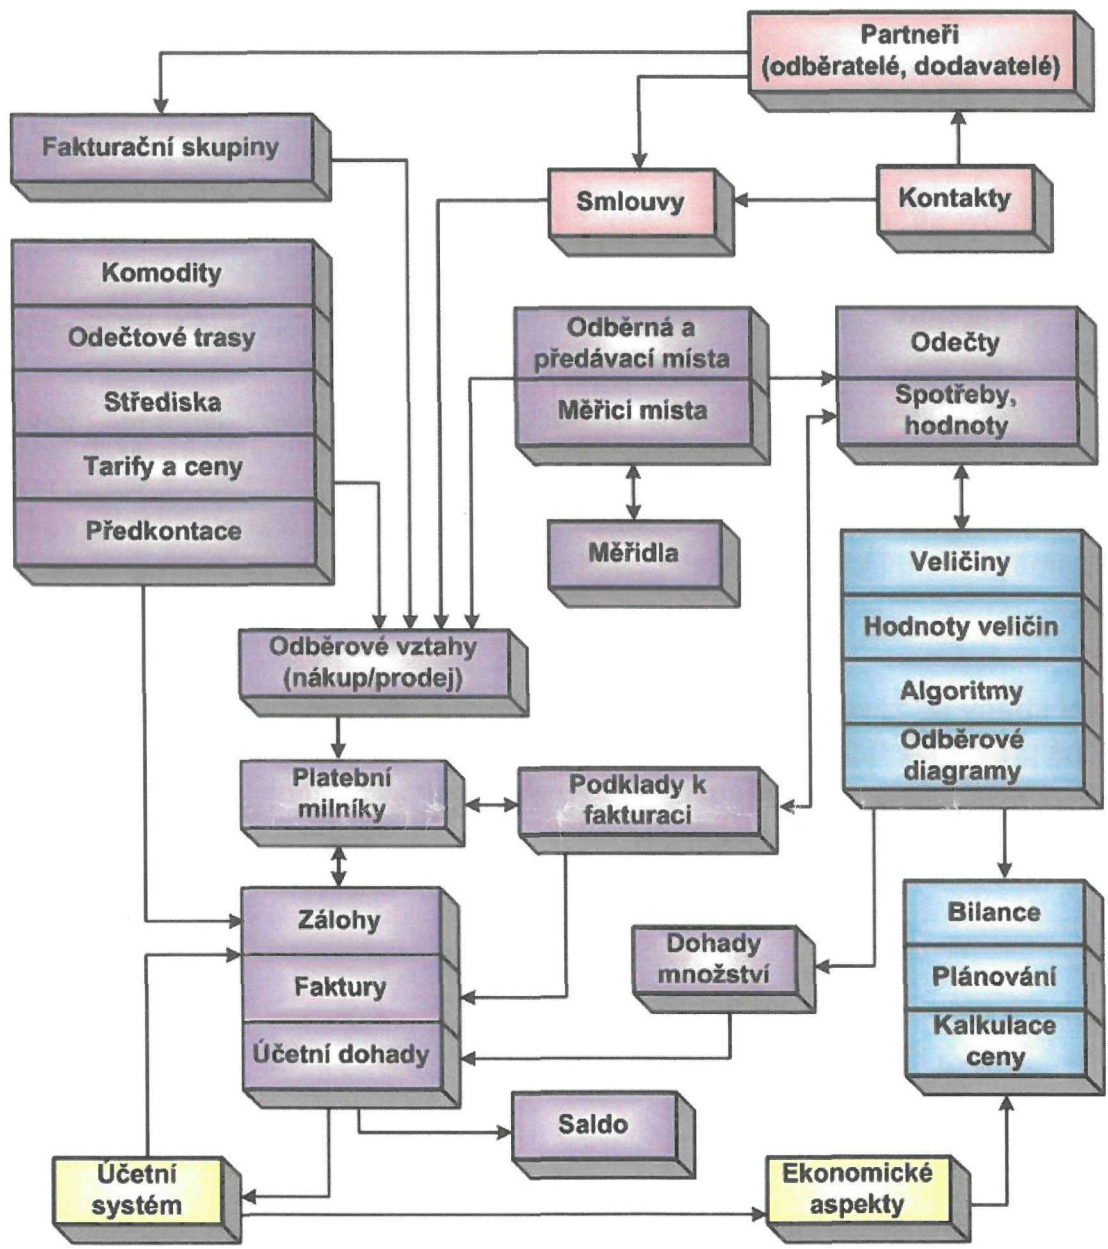 Partneři
(odběratelé, dodavatelé)
Fakturační skupiny
Smlouvy
Kontakty
Komodity
Odečtové trasy
Střediska
Tarify a ceny
Předkontace
Odběrná a
předávací místa
Měřicí místa
Odečty
Spotřeby,
hodnoty
Měřidla
Veličiny
Hodnoty veličin
Algoritmy
Odběrové
diagramy
Odběrové vztahy
(nákup/prodej)
Platební
milníky
Podklady k
fakturaci
Zálohy
Faktury
Účetní dohady
Dohady
množství
Bilance
Plánování
Kalkulace
ceny
Saldo
Účetní
systém
Ekonomické
aspekty